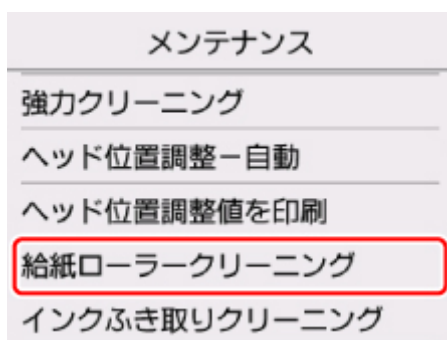 メンテナンス
強力クリーニング
ヘッド位置調整－自動
ヘッド位置調整値を印刷
給紙ローラークリーニング
インクふき取りクリーニング